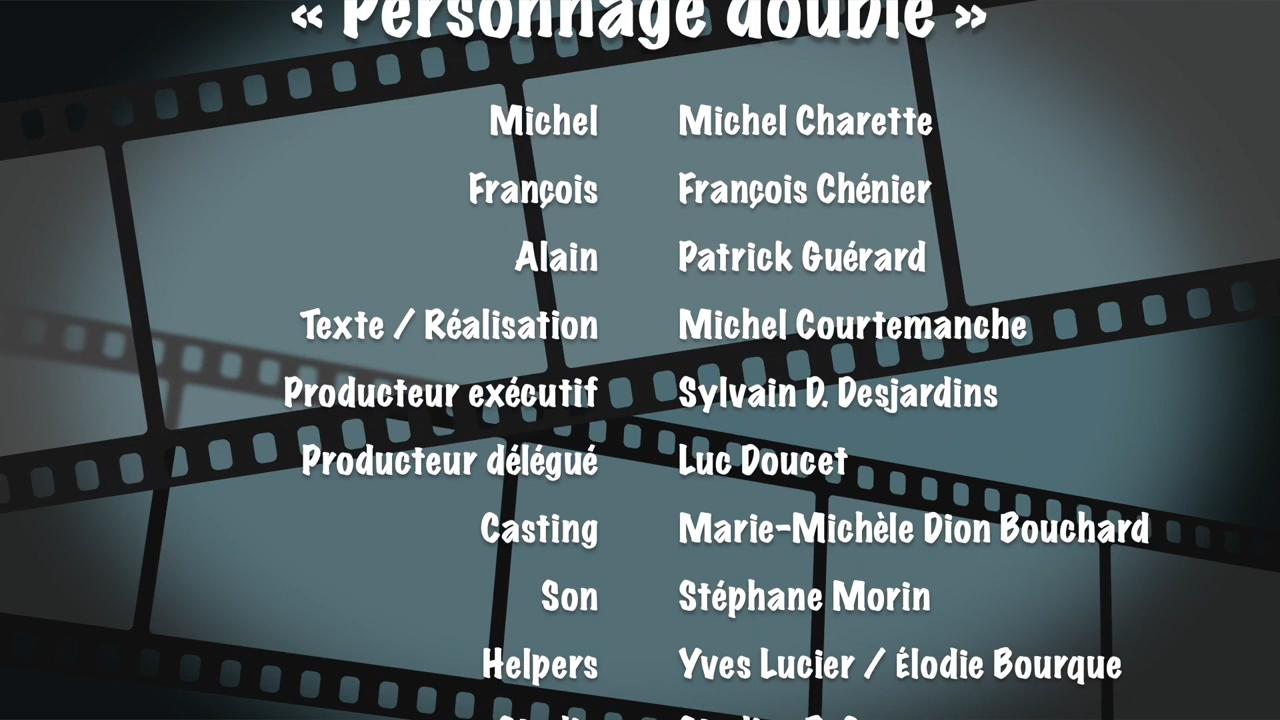 « Personnage double »
Michel Michel Charette
François François Chénier
Alain Patrick Guérard
Texte / Réalisation Michel Courtemanche
Producteur exécutif Sylvain D. Desjardins
Producteur délégué Luc Doucet
Casting Marie-Michèle Dion Bouchard
Son Stéphane Morin
Helpers Yves Lucier / Élodie Bourque